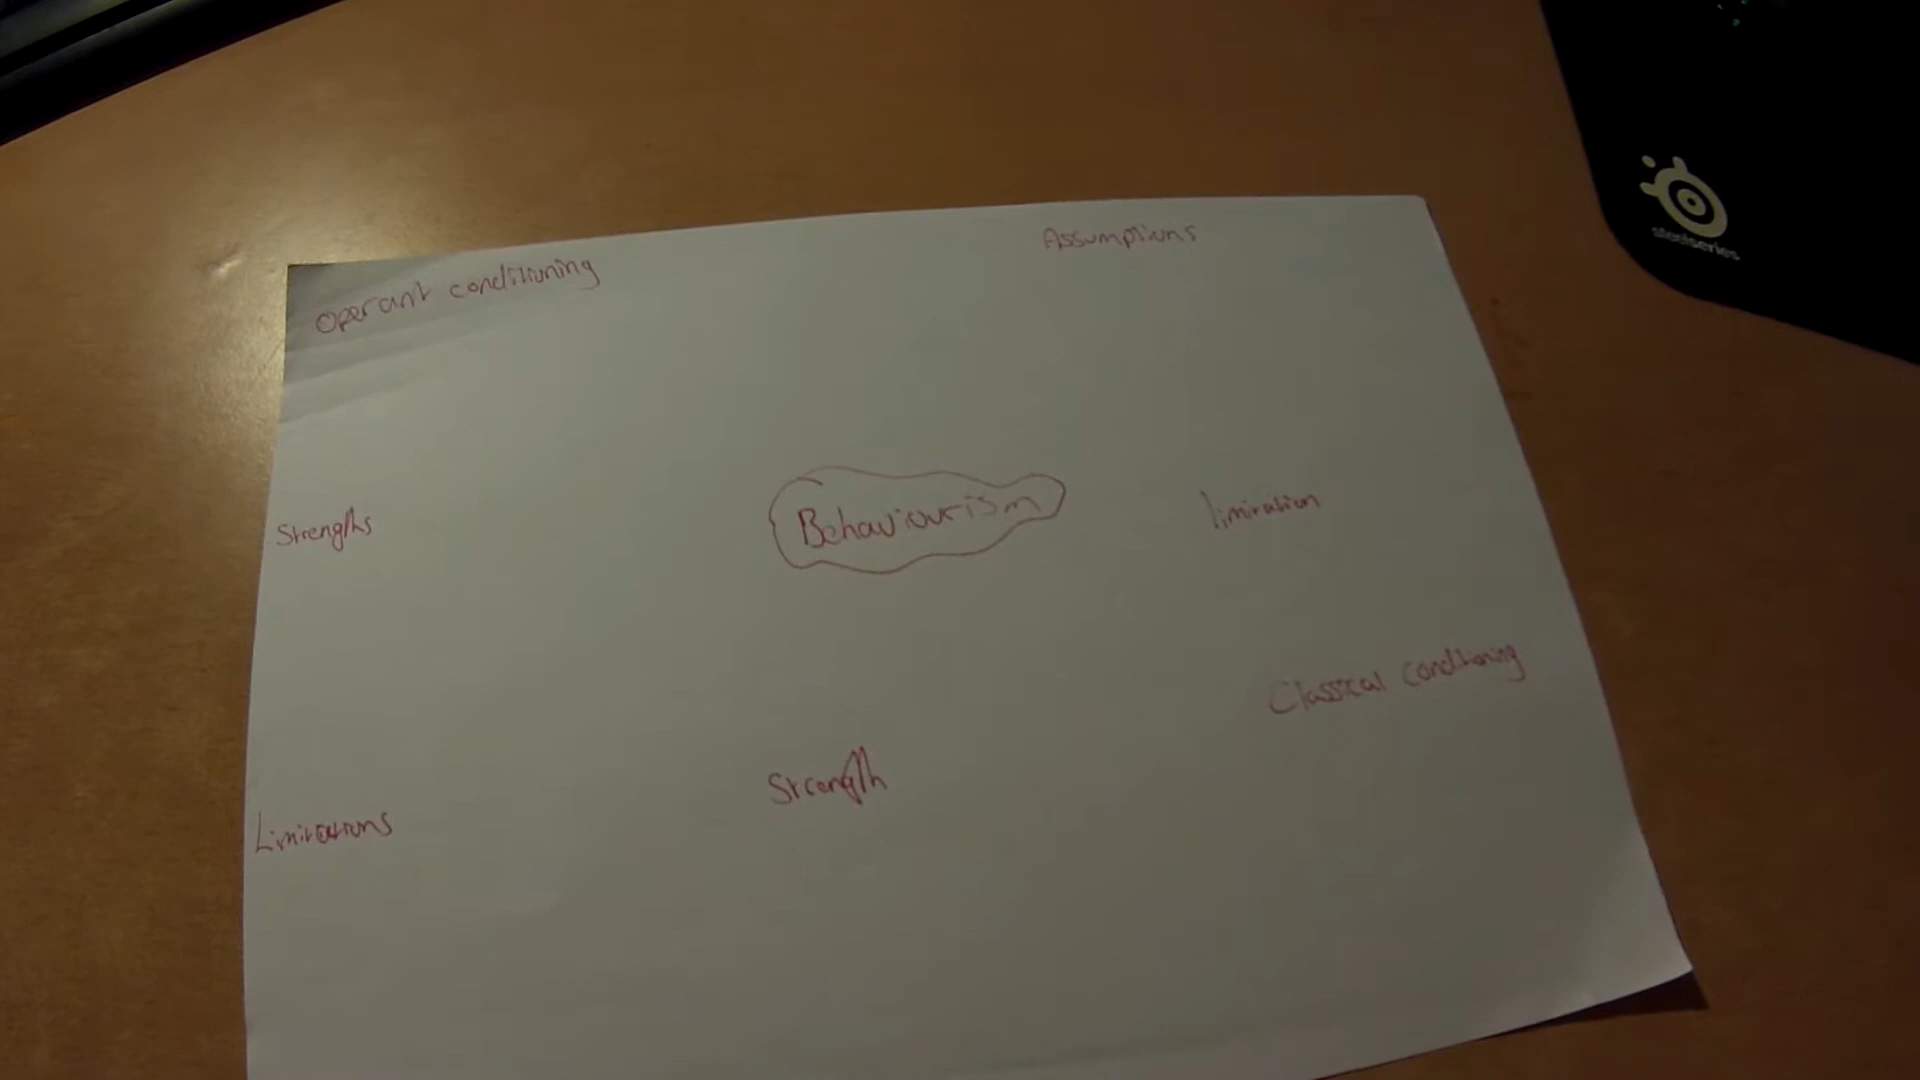 Assumptions
operant conditioning
steelseries
Behaviourism
limitation
Strengths
Classical conditioning
Strength
Limitations